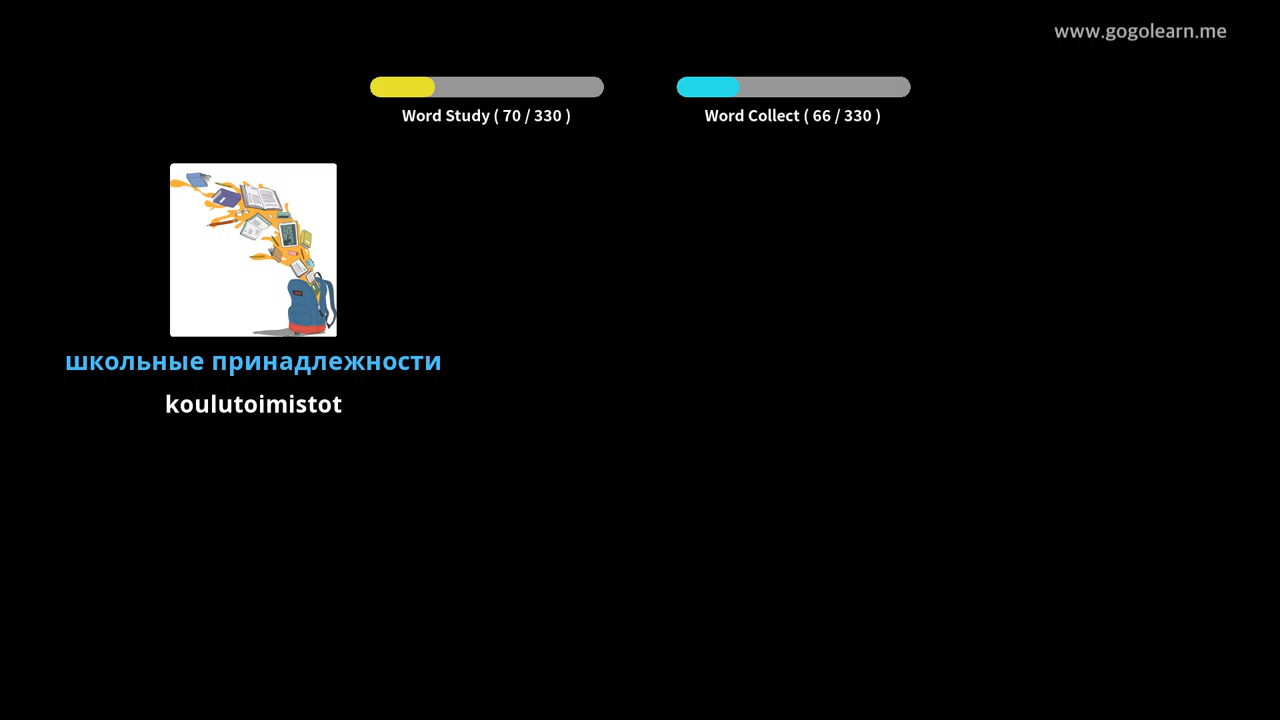 www.gogolearn.me
Word Study ( 70 / 330 )
Word Collect ( 66 / 330 )
школьные принадлежности
koulutoimistot